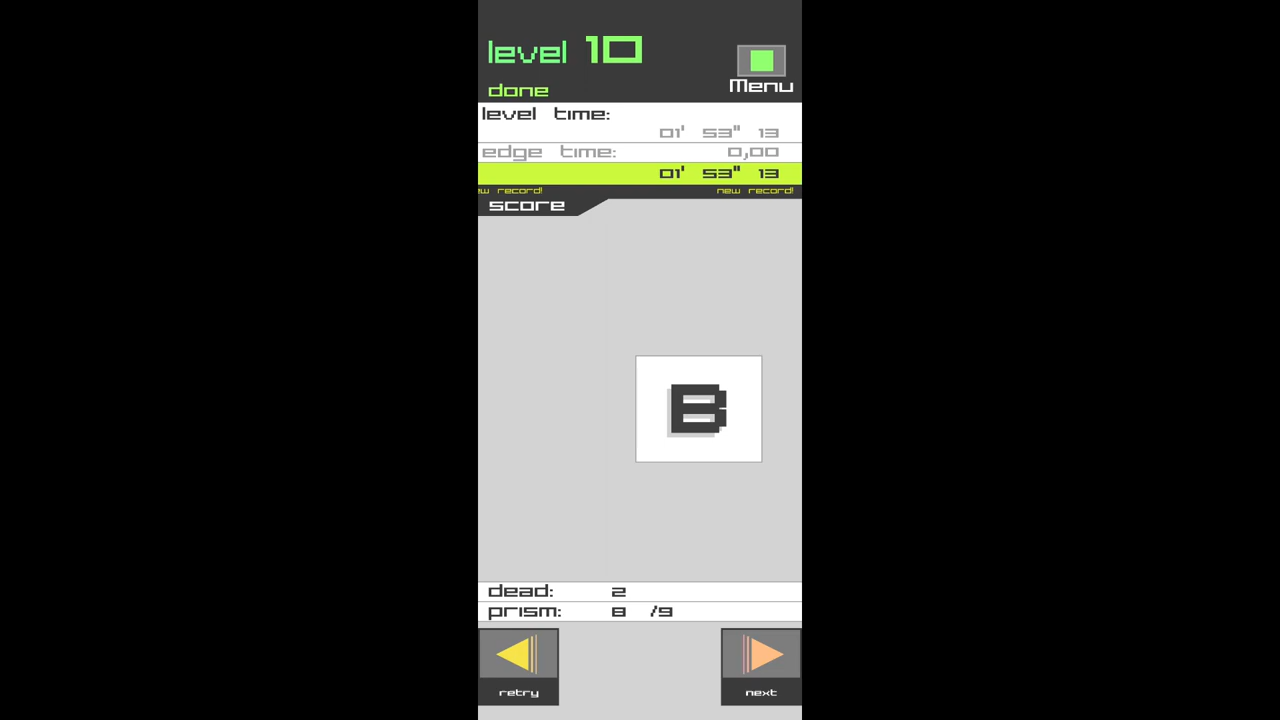 level 10
Menu
done
level time:
01' 53" 13
edge time: 0,00
01' 53" 13
ew record! new record!
score
B
dead: 2
prism: 8 /9
retry next